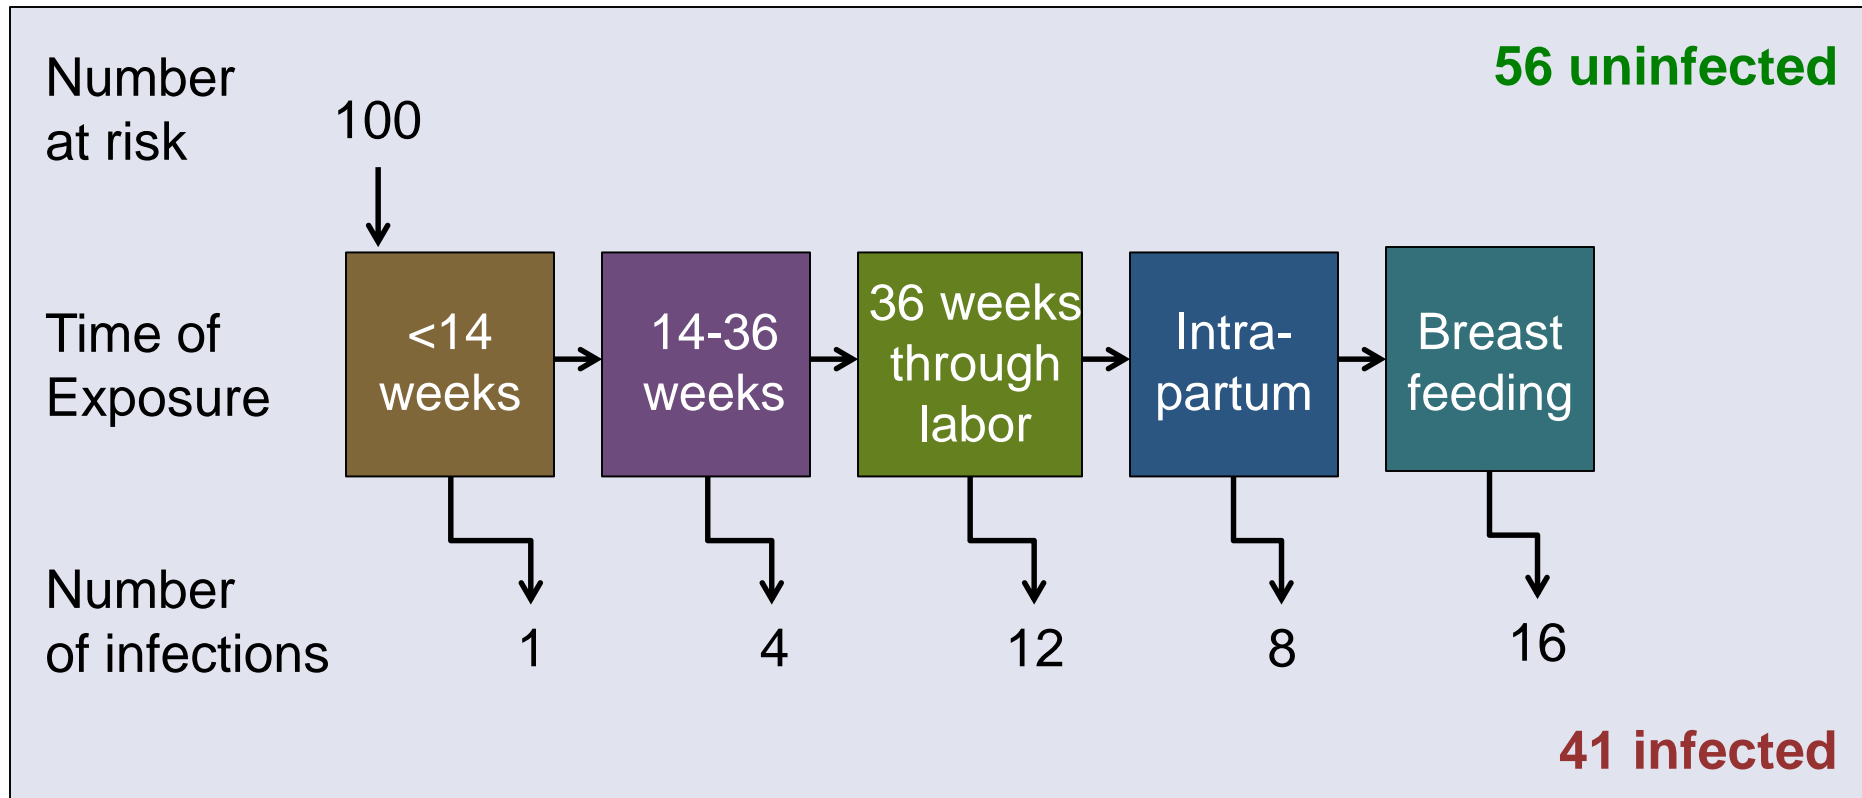 Number
at risk
100
56 uninfected
Time of
Exposure
<14
weeks
14-36
weeks
36 weeks
through
labor
Intra-
partum
Breast
feeding
Number
of infections
1
4
12
8
16
41 infected